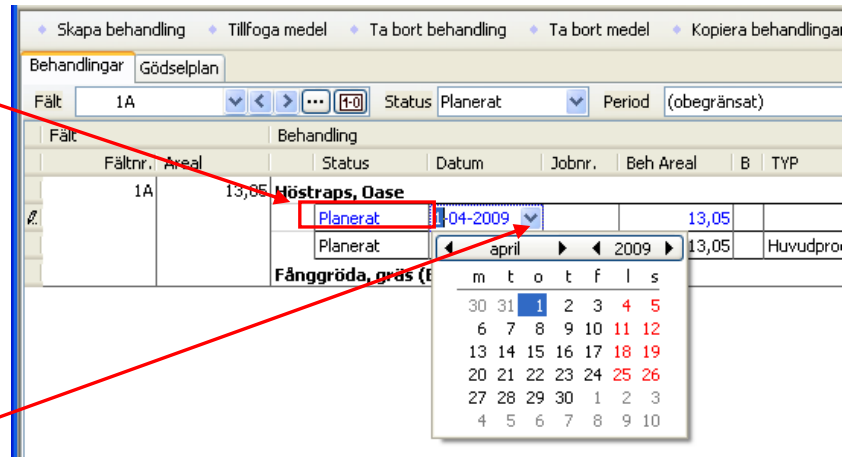 Skapa behandling Tillfoga medel Ta bort behandling Ta bort medel Kopiera behandlingar
Behandlingar Gödselplan
Fält 1A ... 1-0 Status Planerat Period (obegränsat)
Fält Behandling
Fältnr. Areal Status Datum Jobnr. Beh Areal B TYP
1A 13,05 Höstraps, Oase
Planerat 1-04-2009 13,05
Planerat 13,05 Huvudpro
Fånggröda, gräs (
april 2009
m t o t f l s
30 31 1 2 3 4 5
6 7 8 9 10 11 12
13 14 15 16 17 18 19
20 21 22 23 24 25 26
27 28 29 30 1 2 3
4 5 6 7 8 9 10